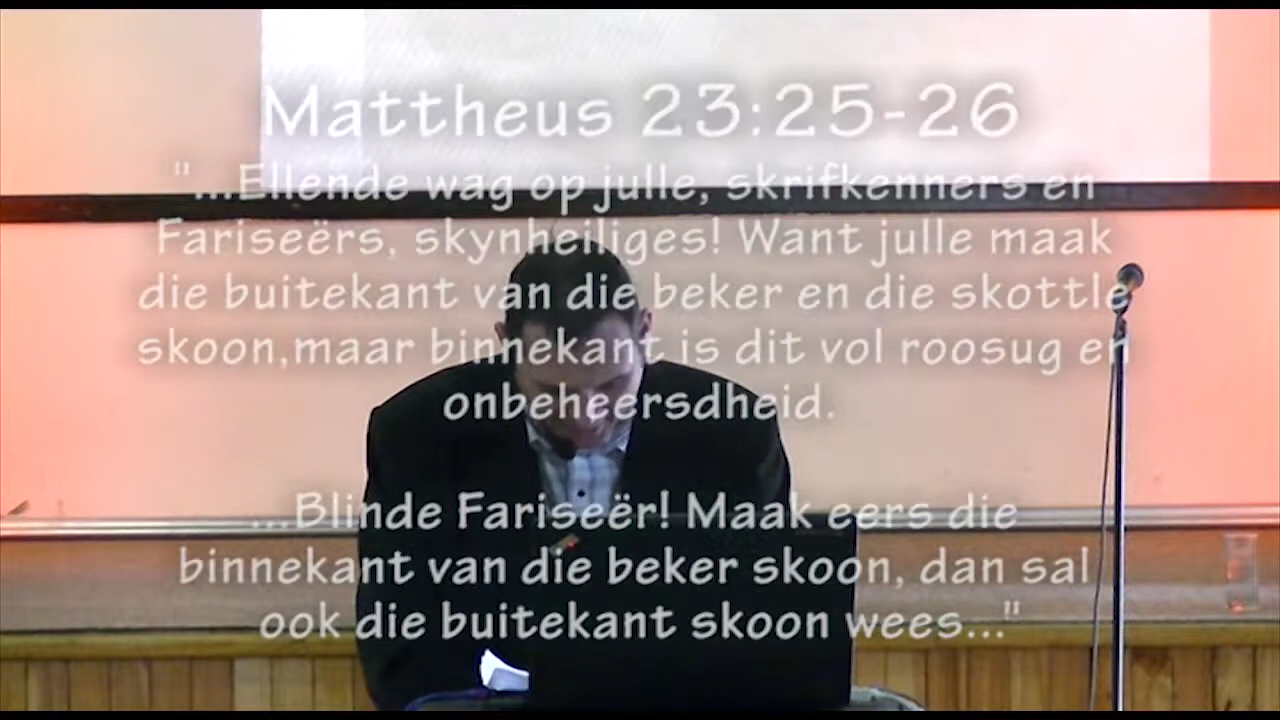 Mattheus 23:25-26
"...Ellende wag op julle, skrifkenners en
Fariseërs, skynheiliges! Want julle maak
die buitekant van die beker en die skottle
skoon,maar binnekant is dit vol roosug en
onbeheersdheid.
...Blinde Fariseër! Maak eers die
binnekant van die beker skoon, dan sal
ook die buitekant skoon wees..."